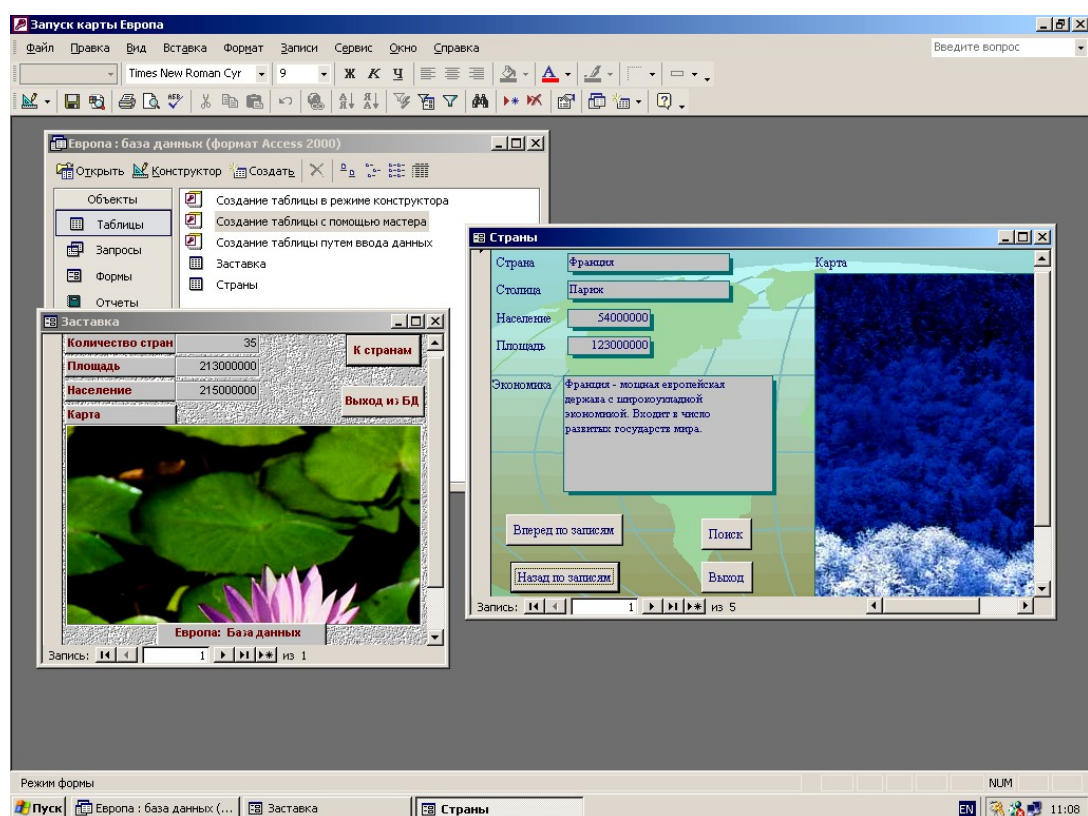 Запуск карты Европа
Файл Правка Вид Вставка Формат Записи Сервис Окно Справка
Введите вопрос
Times New Roman Cyr 9 Ж К Ч
Европа : база данных (формат Access 2000)
Открыть Конструктор Создать
Объекты
Таблицы
Запросы
Формы
Отчеты
Создание таблицы в режиме конструктора
Создание таблицы с помощью мастера
Создание таблицы путем ввода данных
Заставка
Страны
Заставка
Количество стран 35
К странам
Площадь 213000000
Население 215000000
Выход из БД
Карта
Европа: База данных
Запись: 1 из 1
Страны
Страна Франция
Карта
Столица Париж
Население 54000000
Площадь 123000000
Экономика
Франция - мощная европейская
держава с широкоукладной
экономикой. Входит в число
развитых государств мира.
Вперед по записям
Поиск
Назад по записям
Выход
Запись: 1 из 5
Режим формы
NUM
Пуск
Европа : база данных (...
Заставка
Страны
EN
11:08